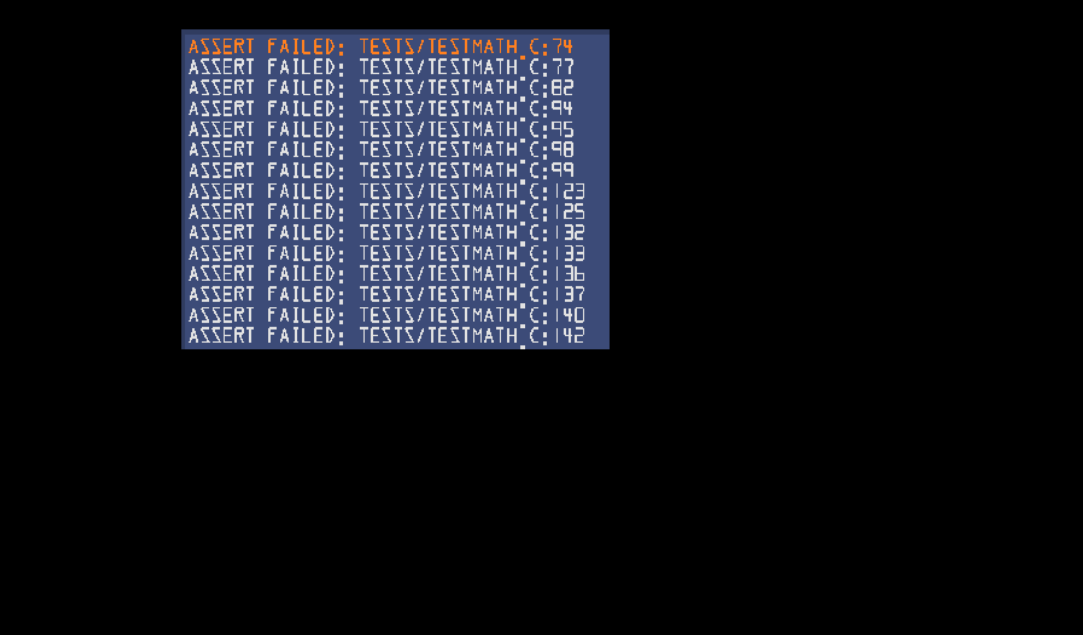 ASSERT FAILED: TESTS/TESTMATH.C:74
ASSERT FAILED: TESTS/TESTMATH.C:77
ASSERT FAILED: TESTS/TESTMATH.C:82
ASSERT FAILED: TESTS/TESTMATH.C:94
ASSERT FAILED: TESTS/TESTMATH.C:95
ASSERT FAILED: TESTS/TESTMATH.C:98
ASSERT FAILED: TESTS/TESTMATH.C:99
ASSERT FAILED: TESTS/TESTMATH.C:123
ASSERT FAILED: TESTS/TESTMATH.C:125
ASSERT FAILED: TESTS/TESTMATH.C:132
ASSERT FAILED: TESTS/TESTMATH.C:133
ASSERT FAILED: TESTS/TESTMATH.C:136
ASSERT FAILED: TESTS/TESTMATH.C:137
ASSERT FAILED: TESTS/TESTMATH.C:140
ASSERT FAILED: TESTS/TESTMATH.C:142